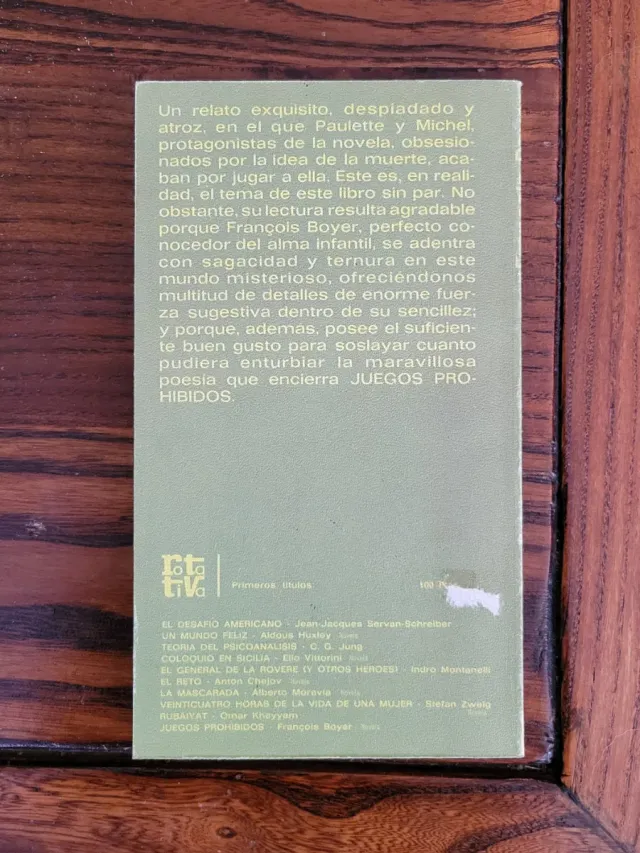 Un relato exquisito, despiadado y
atroz, en el que Paulette y Michel,
protagonistas de la novela, obsesio-
nados por la idea de la muerte, aca-
ban por jugar a ella. Este es, en reali-
dad, el tema de este libro sin par. No
obstante, su lectura resulta agradable
porque François Boyer, perfecto co-
nocedor del alma infantil, se adentra
con sagacidad y ternura en este
mundo misterioso, ofreciéndonos
multitud de detalles de enorme fuer-
za sugestiva dentro de su sencillez;
y porque, además, posee el suficien-
te buen gusto para soslayar cuanto
pudiera enturbiar la maravillosa
poesía que encierra JUEGOS PRO-
HIBIDOS.
rota
tiva
Primeros títulos
100
EL DESAFIO AMERICANO - Jean-Jacques Servan-Schreiber
UN MUNDO FELIZ - Aldous Huxley
TEORIA DEL PSICOANALISIS - C. G. Jung
COLOQUIO EN SICILIA - Elio Vittorini
EL GENERAL DE LA ROVERE (Y OTROS HEROES) - Indro Montanelli
EL RETO - Anton Chejov
LA MASCARADA - Alberto Moravia
VEINTICUATRO HORAS DE LA VIDA DE UNA MUJER - Stefan Zweig
RUBAIYAT - Omar Khayyam
JUEGOS PROHIBIDOS - François Boyer